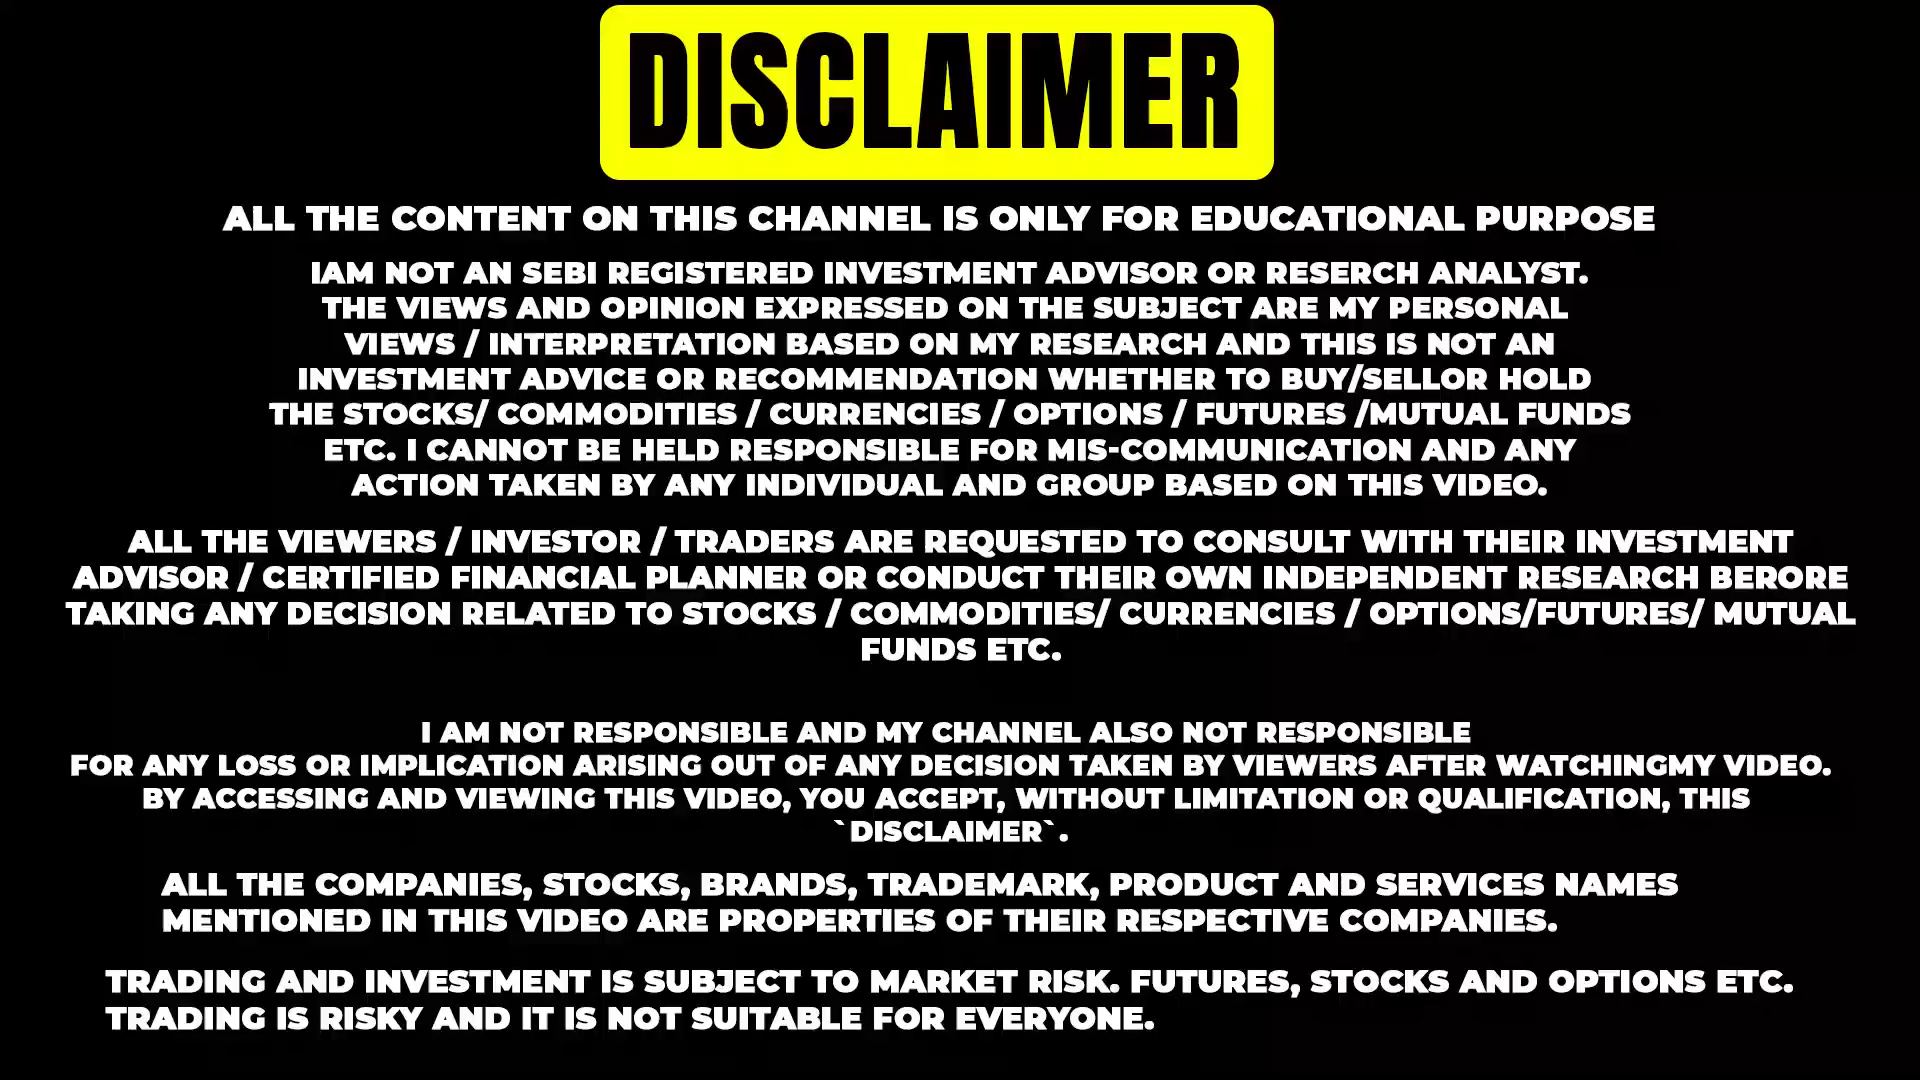 DISCLAIMER
ALL THE CONTENT ON THIS CHANNEL IS ONLY FOR EDUCATIONAL PURPOSE
IAM NOT AN SEBI REGISTERED INVESTMENT ADVISOR OR RESERCH ANALYST.
THE VIEWS AND OPINION EXPRESSED ON THE SUBJECT ARE MY PERSONAL
VIEWS / INTERPRETATION BASED ON MY RESEARCH AND THIS IS NOT AN
INVESTMENT ADVICE OR RECOMMENDATION WHETHER TO BUY/SELLOR HOLD
THE STOCKS/ COMMODITIES / CURRENCIES / OPTIONS / FUTURES /MUTUAL FUNDS
ETC. I CANNOT BE HELD RESPONSIBLE FOR MIS-COMMUNICATION AND ANY
ACTION TAKEN BY ANY INDIVIDUAL AND GROUP BASED ON THIS VIDEO.
ALL THE VIEWERS / INVESTOR / TRADERS ARE REQUESTED TO CONSULT WITH THEIR INVESTMENT
ADVISOR / CERTIFIED FINANCIAL PLANNER OR CONDUCT THEIR OWN INDEPENDENT RESEARCH BERORE
TAKING ANY DECISION RELATED TO STOCKS / COMMODITIES/ CURRENCIES / OPTIONS/FUTURES/ MUTUAL
FUNDS ETC.
I AM NOT RESPONSIBLE AND MY CHANNEL ALSO NOT RESPONSIBLE
FOR ANY LOSS OR IMPLICATION ARISING OUT OF ANY DECISION TAKEN BY VIEWERS AFTER WATCHINGMY VIDEO.
BY ACCESSING AND VIEWING THIS VIDEO, YOU ACCEPT, WITHOUT LIMITATION OR QUALIFICATION, THIS
`DISCLAIMER`.
ALL THE COMPANIES, STOCKS, BRANDS, TRADEMARK, PRODUCT AND SERVICES NAMES
MENTIONED IN THIS VIDEO ARE PROPERTIES OF THEIR RESPECTIVE COMPANIES.
TRADING AND INVESTMENT IS SUBJECT TO MARKET RISK. FUTURES, STOCKS AND OPTIONS ETC.
TRADING IS RISKY AND IT IS NOT SUITABLE FOR EVERYONE.